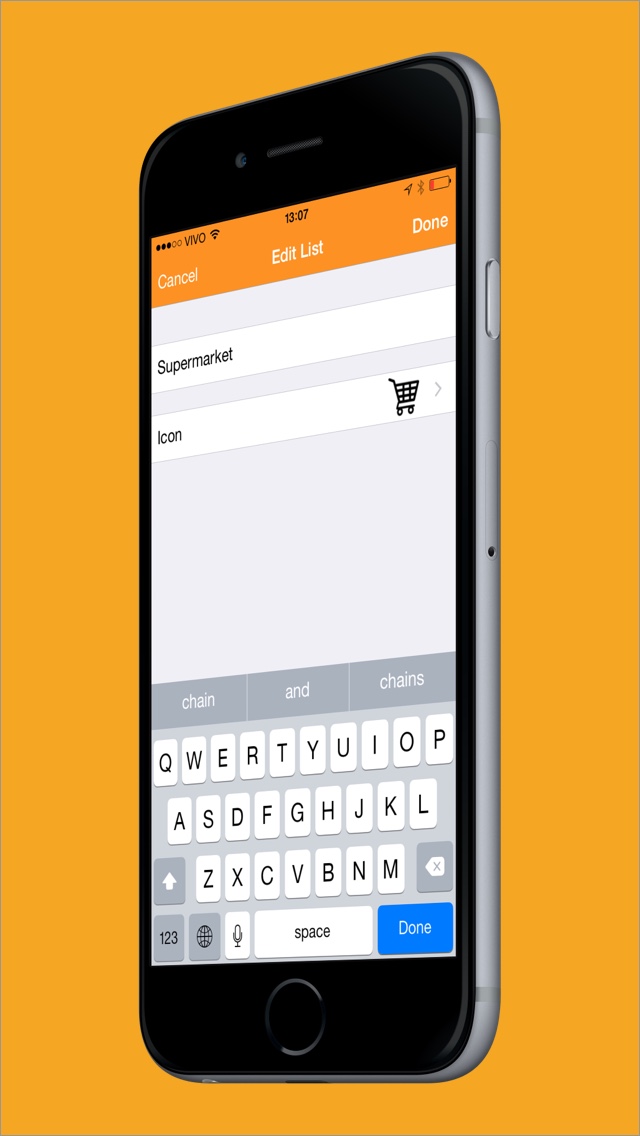 VIVO 13:07
Cancel Edit List Done
Supermarket
Icon
chain and chains
Q W E R T Y U I O P
A S D F G H J K L
Z X C V B N M
123 space Done